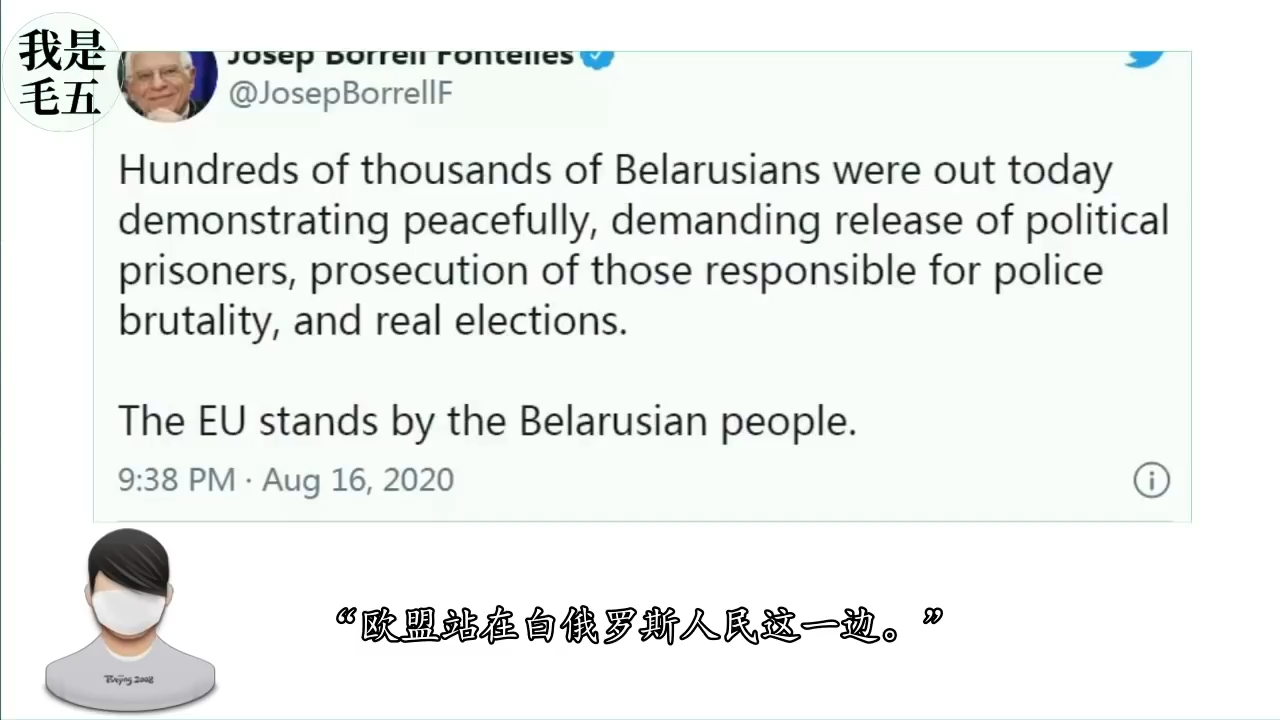 我是
毛五
Josep Borrell Fontelles
@JosepBorrellF
Hundreds of thousands of Belarusians were out today
demonstrating peacefully, demanding release of political
prisoners, prosecution of those responsible for police
brutality, and real elections.
The EU stands by the Belarusian people.
9:38 PM · Aug 16, 2020
Beijing 2008
“欧盟站在白俄罗斯人民这一边。”